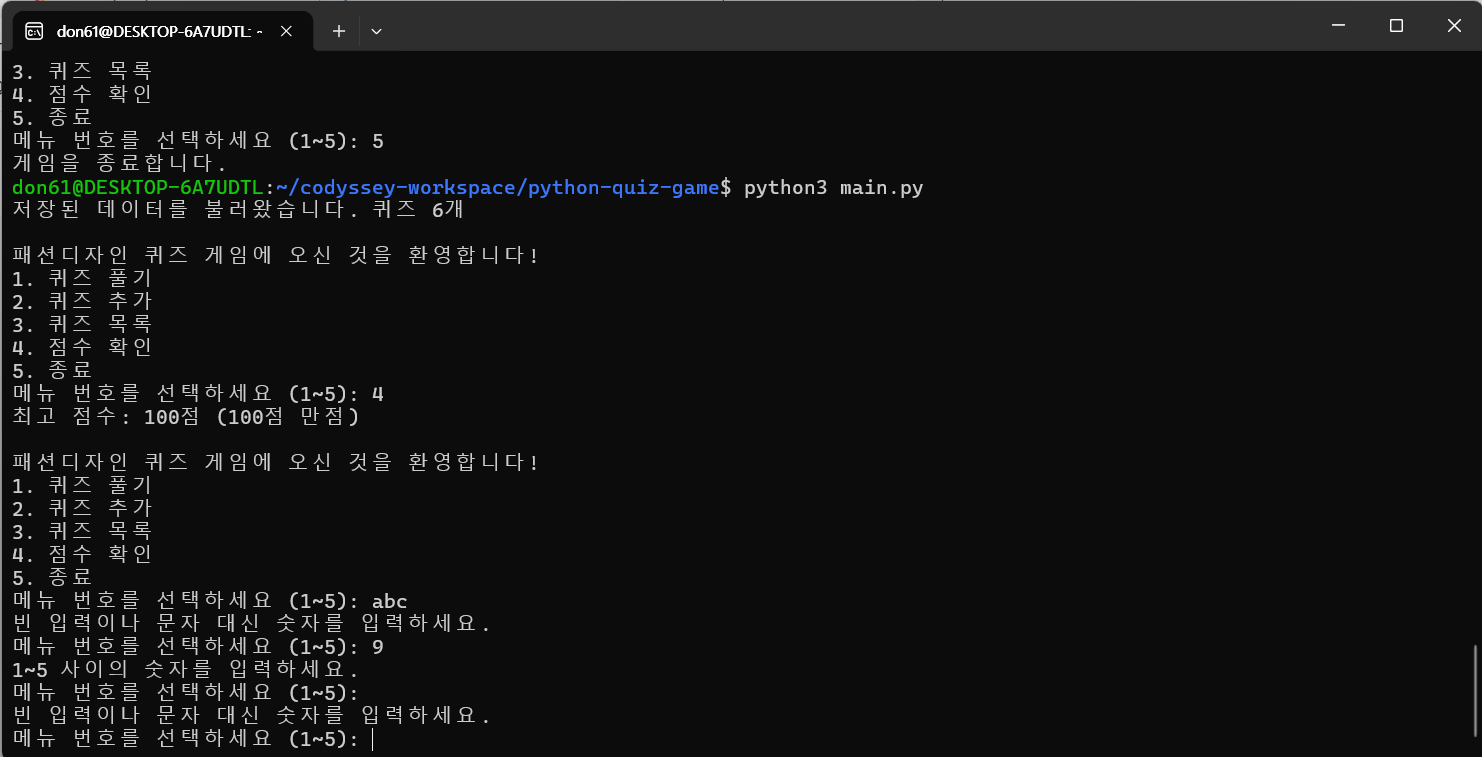 don61@DESKTOP-6A7UDTL: ~
3. 퀴즈 목록
4. 점수 확인
5. 종료
메뉴 번호를 선택하세요 (1~5): 5
게임을 종료합니다.
don61@DESKTOP-6A7UDTL:~/codyssey-workspace/python-quiz-game$ python3 main.py
저장된 데이터를 불러왔습니다. 퀴즈 6개
패션디자인 퀴즈 게임에 오신 것을 환영합니다!
1. 퀴즈 풀기
2. 퀴즈 추가
3. 퀴즈 목록
4. 점수 확인
5. 종료
메뉴 번호를 선택하세요 (1~5): 4
최고 점수: 100점 (100점 만점)
패션디자인 퀴즈 게임에 오신 것을 환영합니다!
1. 퀴즈 풀기
2. 퀴즈 추가
3. 퀴즈 목록
4. 점수 확인
5. 종료
메뉴 번호를 선택하세요 (1~5): abc
빈 입력이나 문자 대신 숫자를 입력하세요.
메뉴 번호를 선택하세요 (1~5): 9
1~5 사이의 숫자를 입력하세요.
메뉴 번호를 선택하세요 (1~5):
빈 입력이나 문자 대신 숫자를 입력하세요.
메뉴 번호를 선택하세요 (1~5):